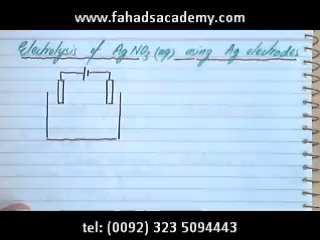 www.fahadsacademy.com
Electrolysis of AgNO3 (aq) using Ag electrodes
tel: (0092) 323 5094443